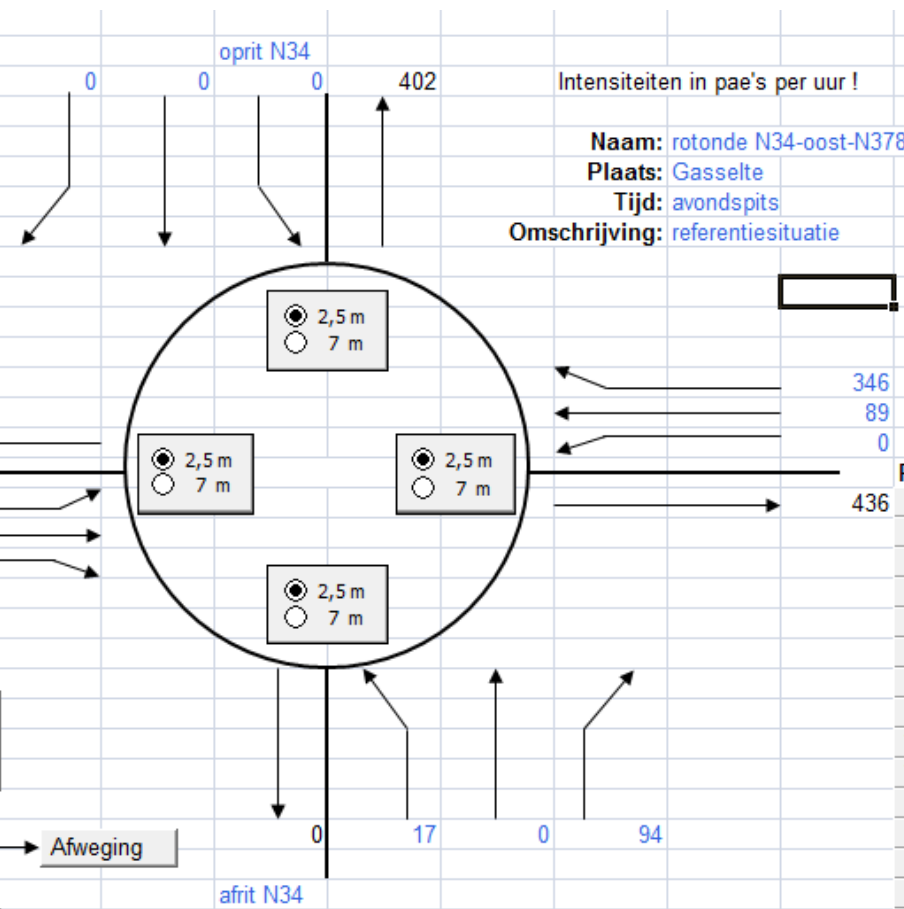 oprit N34
0 0 0 402 Intensiteiten in pae's per uur !
Naam: rotonde N34-oost-N378
Plaats: Gasselte
Tijd: avondspits
Omschrijving: referentiesituatie
2,5 m
7 m
346
89
0
2,5 m
7 m
2,5 m
7 m
436
2,5 m
7 m
0 17 0 94
Afweging
afrit N34